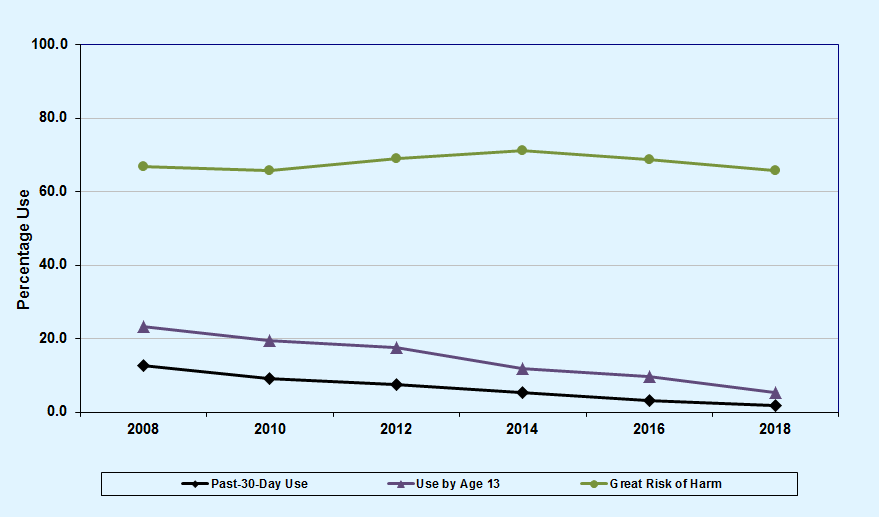 100.0
80.0
60.0
40.0
20.0
0.0
Percentage Use
2008 2010 2012 2014 2016 2018
Past-30-Day Use Use by Age 13 Great Risk of Harm